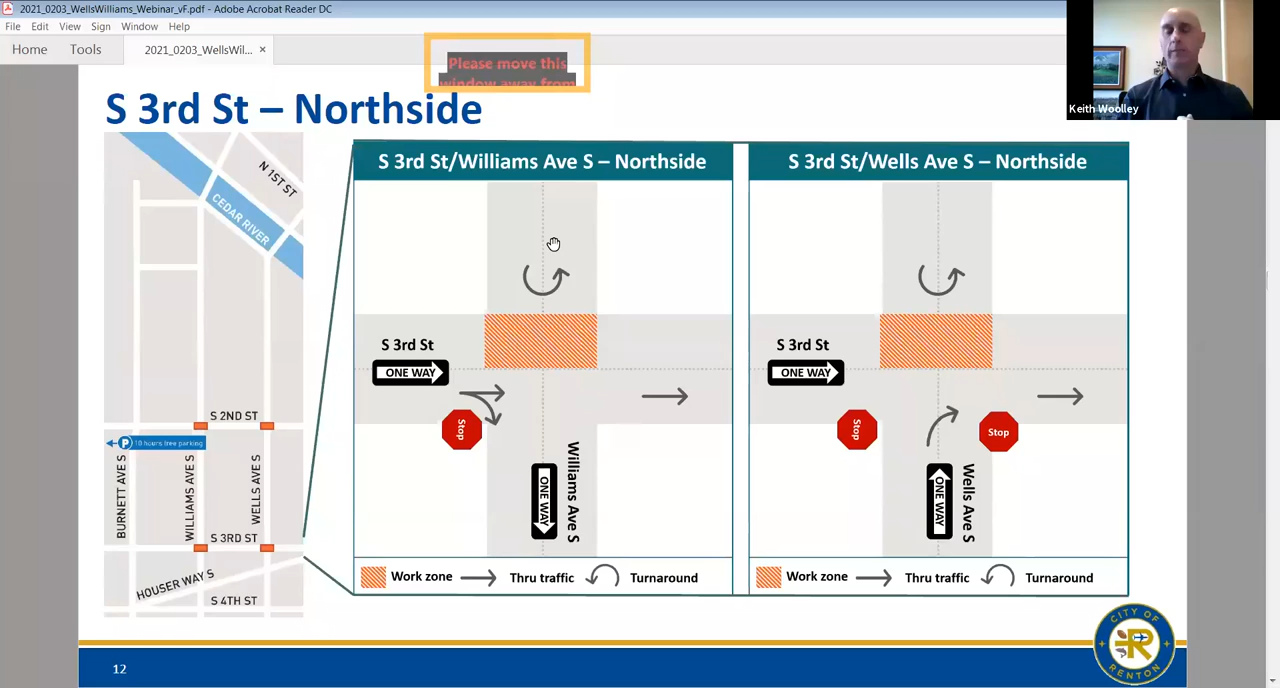 2021_0203_WellsWilliams_Webinar_vF.pdf - Adobe Acrobat Reader DC
File Edit View Sign Window Help
Home Tools 2021_0203_WellsWil... ×
Please move this
window away from
Keith Woolley
S 3rd St – Northside
N 1ST ST
CEDAR RIVER
S 2ND ST
P 10 hours free parking
BURNETT AVE S
WILLIAMS AVE S
WELLS AVE S
S 3RD ST
HOUSER WAY S
S 4TH ST
S 3rd St/Williams Ave S – Northside
S 3rd St
ONE WAY
Stop
ONE WAY
Williams Ave S
Work zone Thru traffic Turnaround
S 3rd St/Wells Ave S – Northside
S 3rd St
ONE WAY
Stop
Stop
ONE WAY
Wells Ave S
Work zone Thru traffic Turnaround
CITY OF
R
RENTON
12